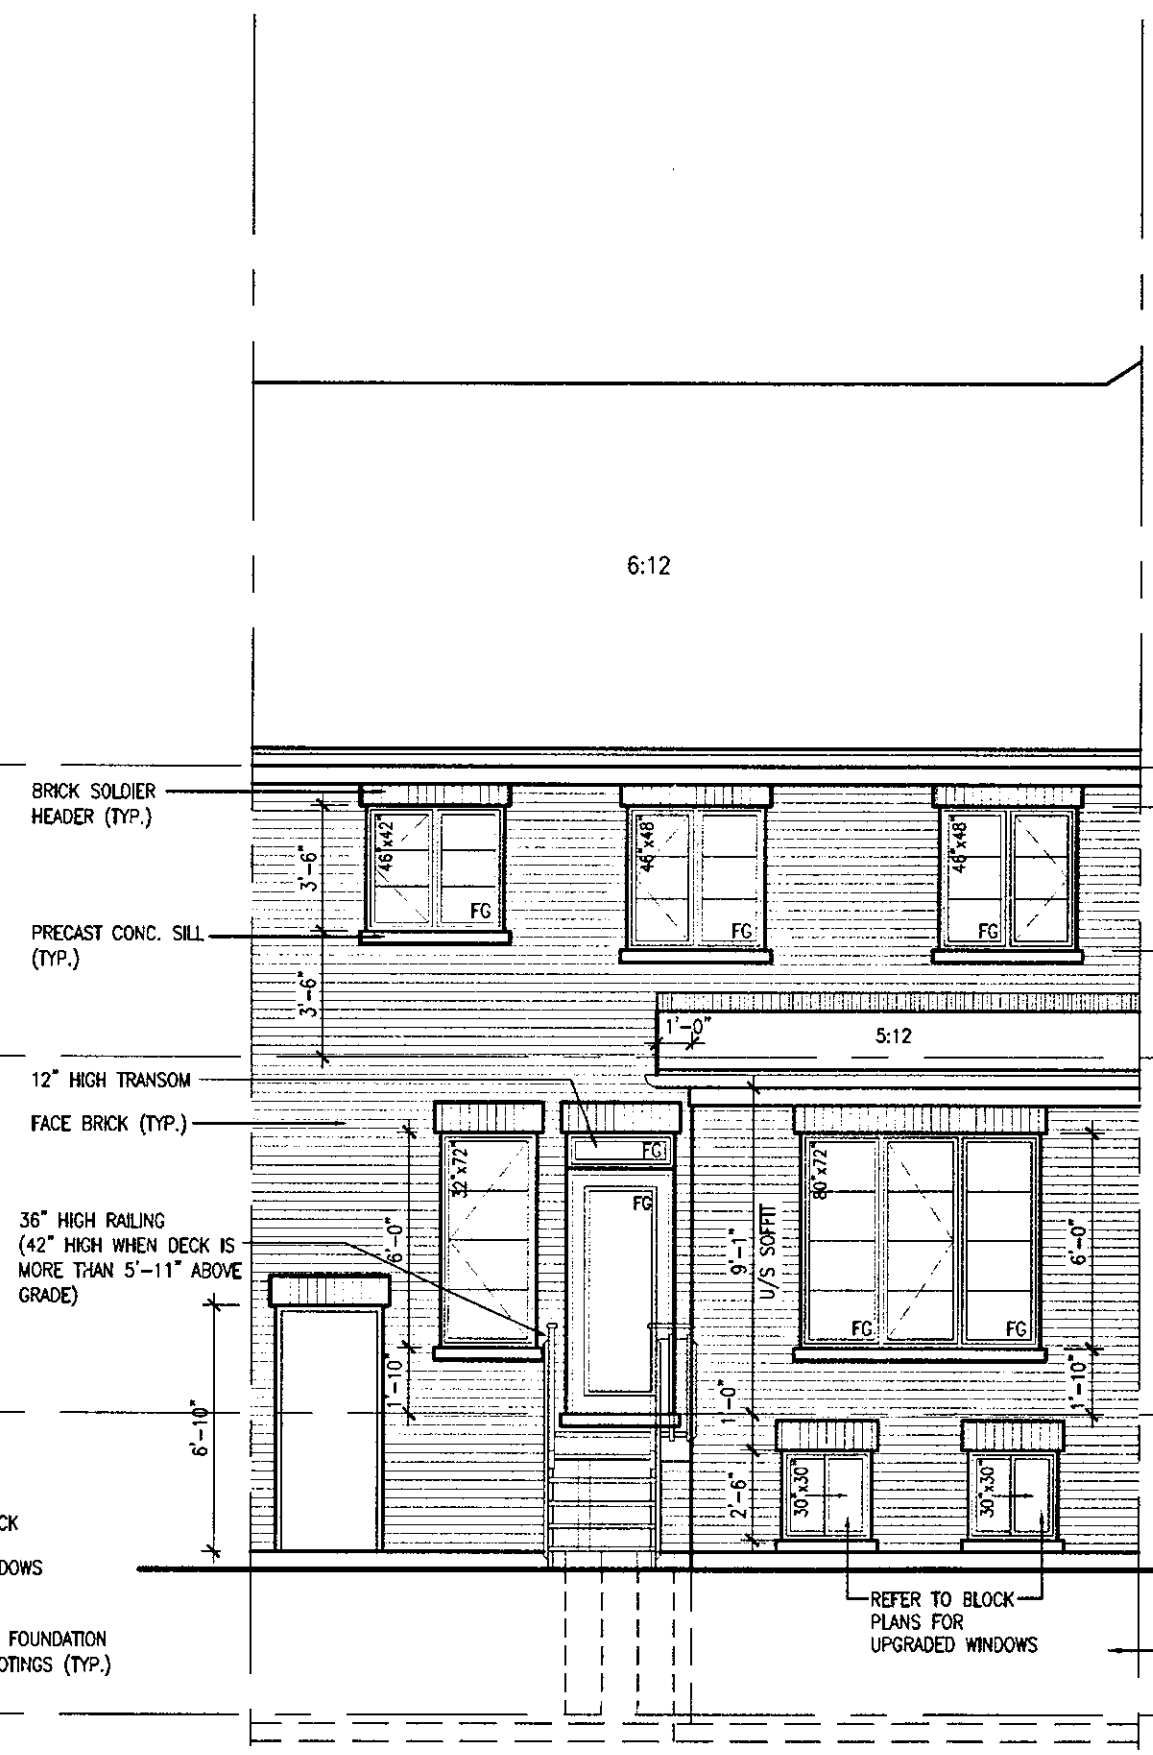 6:12
BRICK SOLDIER
HEADER (TYP.)
46"x42"
46"x48"
46"x48"
3'-6"
FG
FG
FG
PRECAST CONC. SILL
(TYP.)
3'-6"
1'-0"
5:12
12" HIGH TRANSOM
FACE BRICK (TYP.)
FG
32"x72"
80"x72"
FG
36" HIGH RAILING
(42" HIGH WHEN DECK IS
MORE THAN 5'-11" ABOVE
GRADE)
6'-0"
9'-1"
U/S SOFFIT
6'-0"
FG
FG
1'-10"
1'-0"
1'-10"
6'-10"
2'-6"
30"x30"
30"x30"
CK
DOWS
REFER TO BLOCK
PLANS FOR
UPGRADED WINDOWS
FOUNDATION
OTINGS (TYP.)